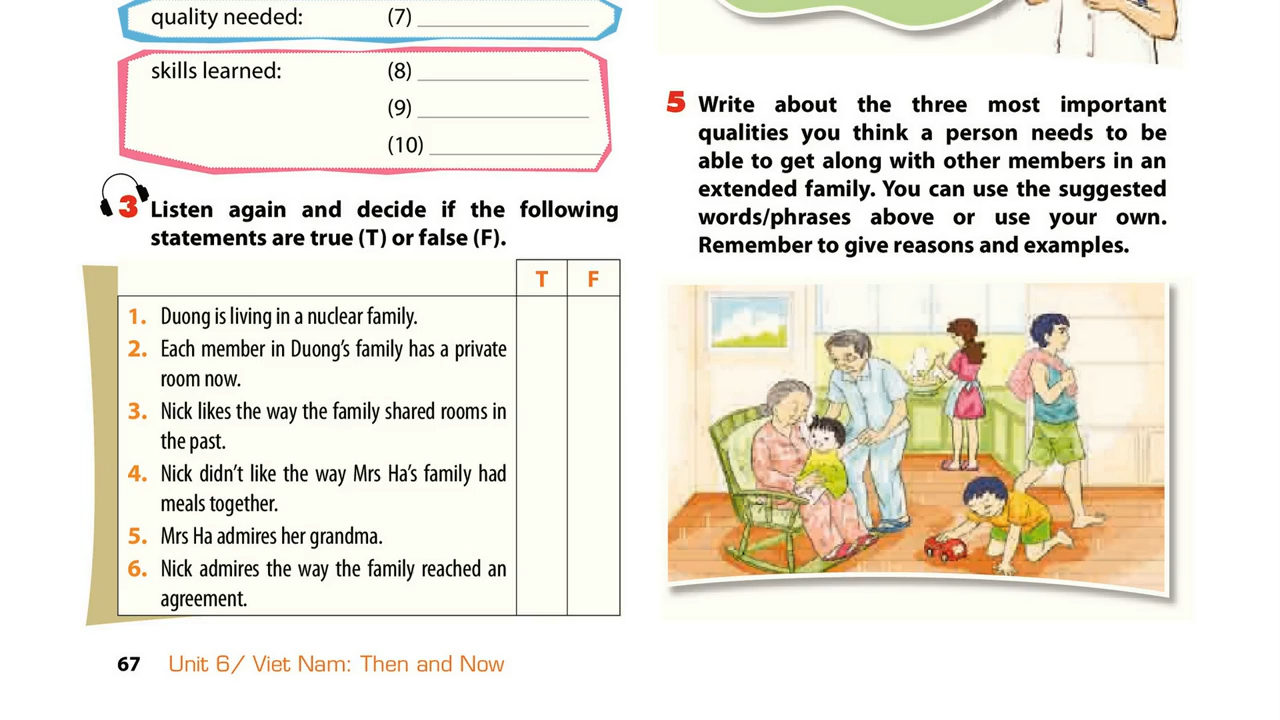 quality needed: (7)
skills learned: (8)
(9)
(10)
3 Listen again and decide if the following
statements are true (T) or false (F).
T F
1. Duong is living in a nuclear family.
2. Each member in Duong's family has a private
room now.
3. Nick likes the way the family shared rooms in
the past.
4. Nick didn't like the way Mrs Ha's family had
meals together.
5. Mrs Ha admires her grandma.
6. Nick admires the way the family reached an
agreement.
67 Unit 6/ Viet Nam: Then and Now
5 Write about the three most important
qualities you think a person needs to be
able to get along with other members in an
extended family. You can use the suggested
words/phrases above or use your own.
Remember to give reasons and examples.